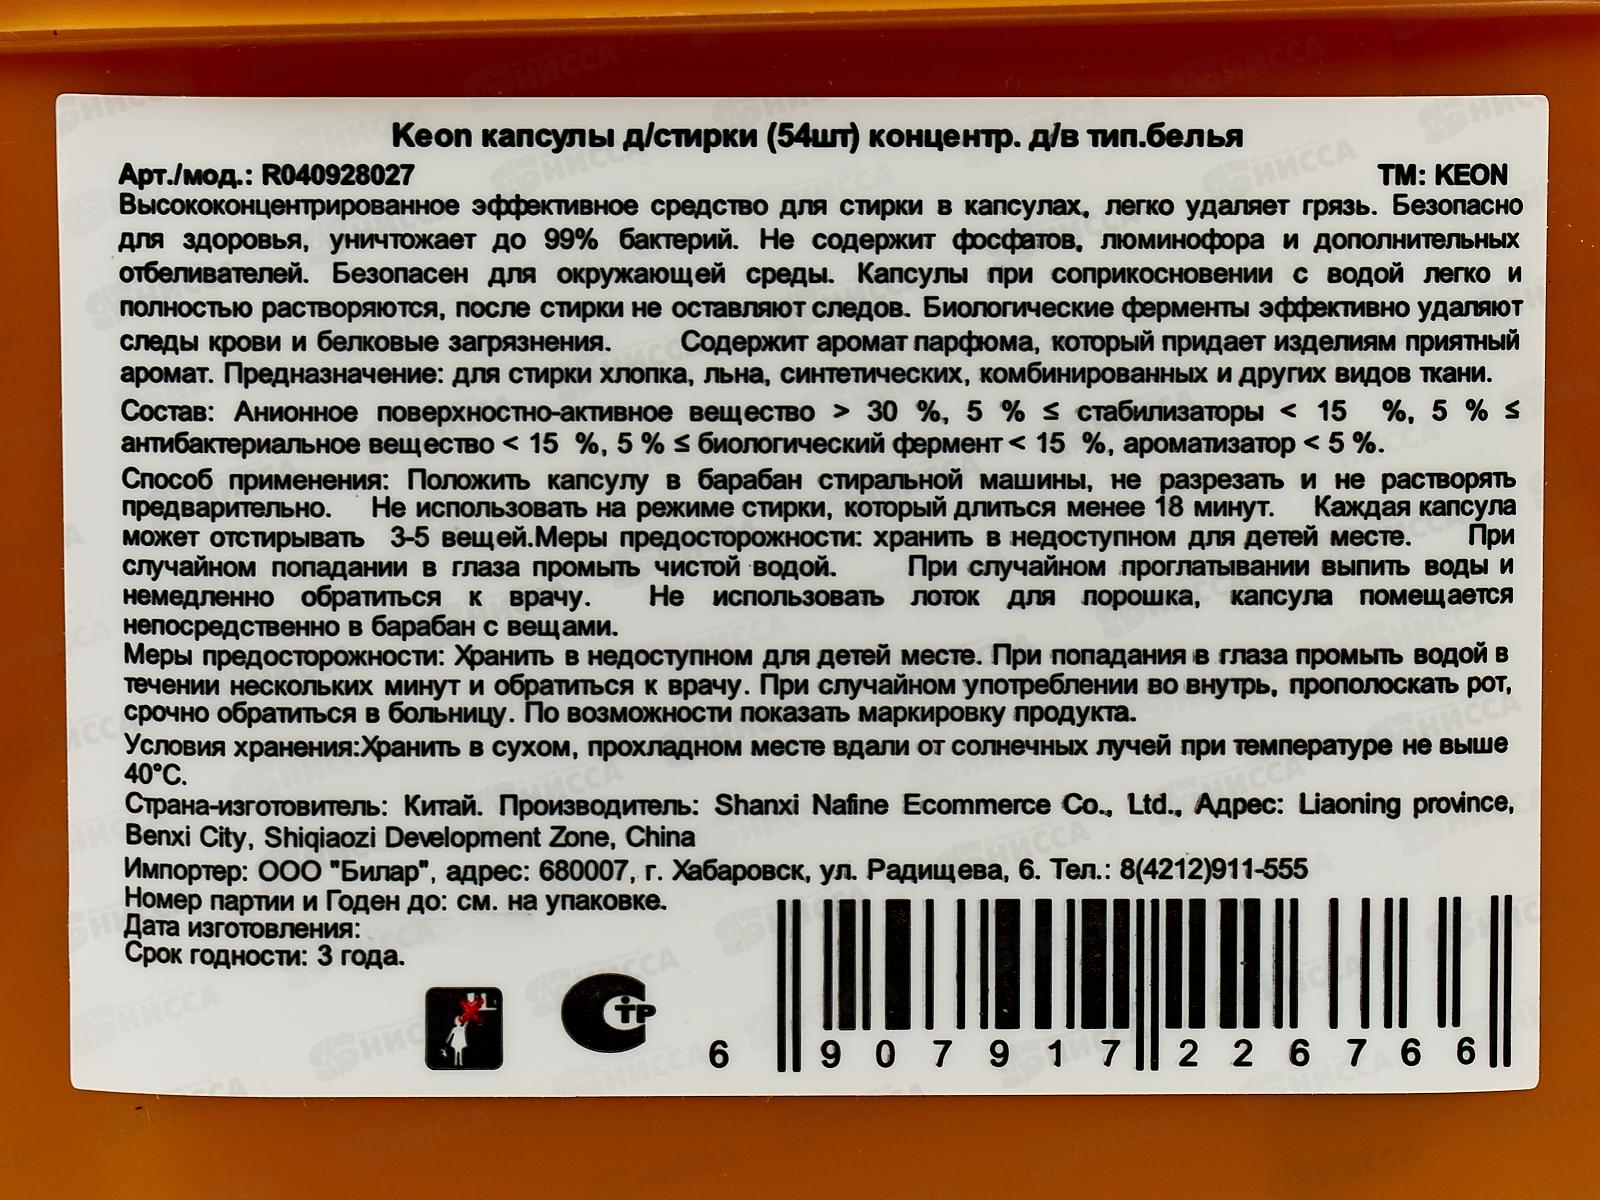 Keon капсулы д/стирки (54шт) концентр. д/в тип.белья
Арт./мод.: R040928027 ТМ: KEON
Высококонцентрированное эффективное средство для стирки в капсулах, легко удаляет грязь. Безопасно
для здоровья, уничтожает до 99% бактерий. Не содержит фосфатов, люминофора и дополнительных
отбеливателей. Безопасен для окружающей среды. Капсулы при соприкосновении с водой легко и
полностью растворяются, после стирки не оставляют следов. Биологические ферменты эффективно удаляют
следы крови и белковые загрязнения. Содержит аромат парфюма, который придает изделиям приятный
аромат. Предназначение: для стирки хлопка, льна, синтетических, комбинированных и других видов ткани.
Состав: Анионное поверхностно-активное вещество > 30 %, 5 % ≤ стабилизаторы < 15 %, 5 % ≤
антибактериальное вещество < 15 %, 5 % ≤ биологический фермент < 15 %, ароматизатор < 5 %.
Способ применения: Положить капсулу в барабан стиральной машины, не разрезать и не растворять
предварительно. Не использовать на режиме стирки, который длиться менее 18 минут. Каждая капсула
может отстирывать 3-5 вещей.Меры предосторожности: хранить в недоступном для детей месте. При
случайном попадании в глаза промыть чистой водой. При случайном проглатывании выпить воды и
немедленно обратиться к врачу. Не использовать лоток для порошка, капсула помещается
непосредственно в барабан с вещами.
Меры предосторожности: Хранить в недоступном для детей месте. При попадания в глаза промыть водой в
течении нескольких минут и обратиться к врачу. При случайном употреблении во внутрь, прополоскать рот,
срочно обратиться в больницу. По возможности показать маркировку продукта.
Условия хранения:Хранить в сухом, прохладном месте вдали от солнечных лучей при температуре не выше
40°С.
Страна-изготовитель: Китай. Производитель: Shanxi Nafine Ecommerce Co., Ltd., Адрес: Liaoning province,
Benxi City, Shiqiaozi Development Zone, China
Импортер: ООО "Билар", адрес: 680007, г. Хабаровск, ул. Радищева, 6. Тел.: 8(4212)911-555
Номер партии и Годен до: см. на упаковке.
Дата изготовления:
Срок годности: 3 года.
СТР
6 907917 226766